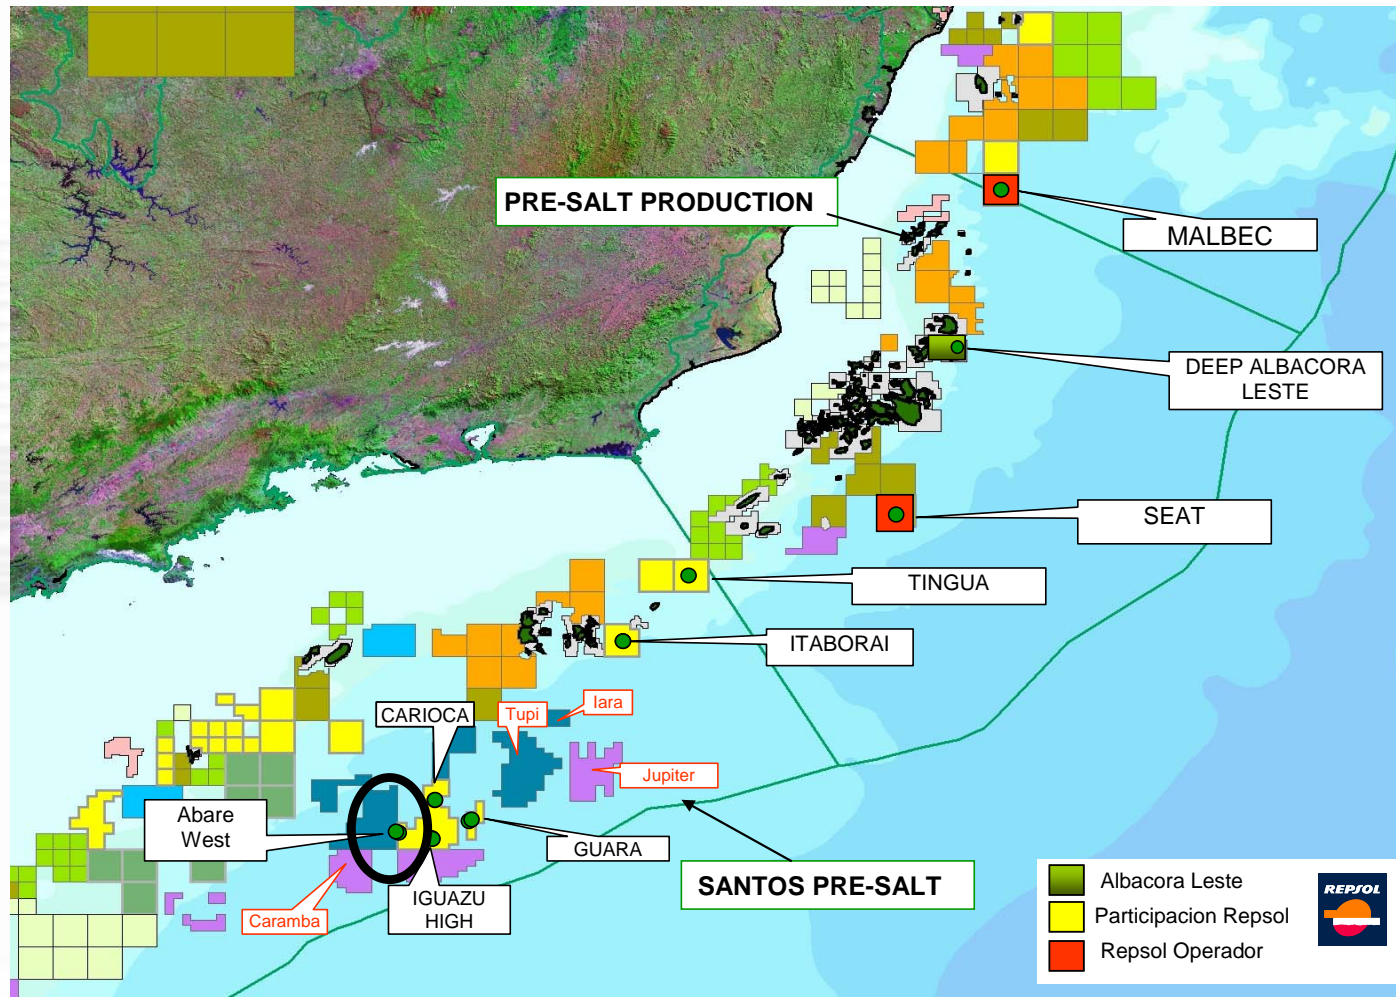 PRE-SALT PRODUCTION
MALBEC
DEEP ALBACORA
LESTE
SEAT
TINGUA
ITABORAI
Iara
Tupi
CARIOCA
Jupiter
Abare
West
GUARA
IGUAZU
HIGH
Caramba
SANTOS PRE-SALT
Albacora Leste
Participacion Repsol
Repsol Operador
REPSOL